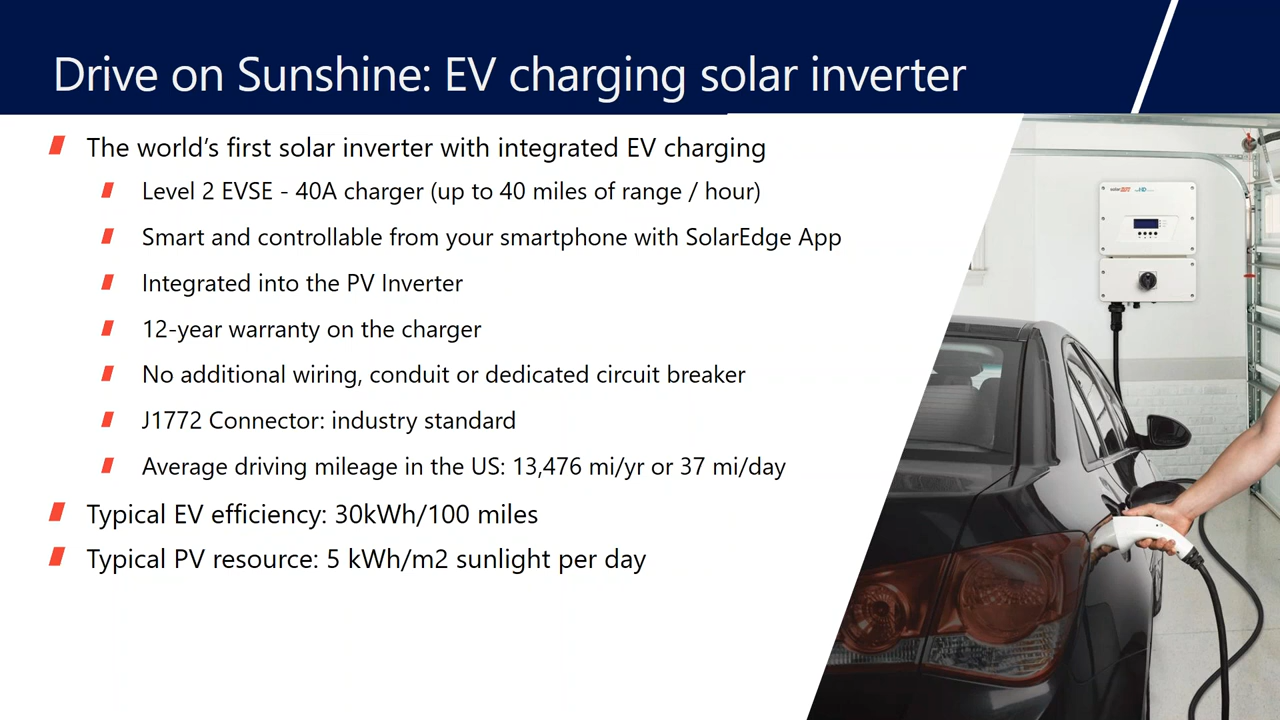 Drive on Sunshine: EV charging solar inverter
The world's first solar inverter with integrated EV charging
Level 2 EVSE - 40A charger (up to 40 miles of range / hour)
Smart and controllable from your smartphone with SolarEdge App
Integrated into the PV Inverter
12-year warranty on the charger
No additional wiring, conduit or dedicated circuit breaker
J1772 Connector: industry standard
Average driving mileage in the US: 13,476 mi/yr or 37 mi/day
Typical EV efficiency: 30kWh/100 miles
Typical PV resource: 5 kWh/m2 sunlight per day